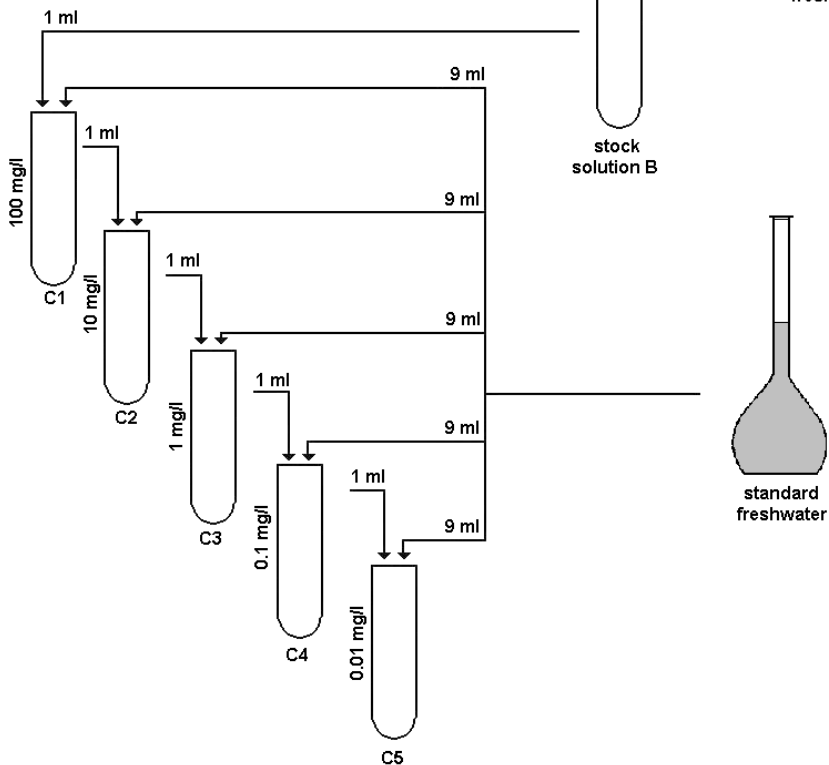 1 ml
9 ml
stock
solution B
100 mg/l
C1
1 ml
9 ml
10 mg/l
C2
1 ml
9 ml
1 mg/l
C3
1 ml
9 ml
0.1 mg/l
C4
1 ml
9 ml
0.01 mg/l
C5
standard
freshwater